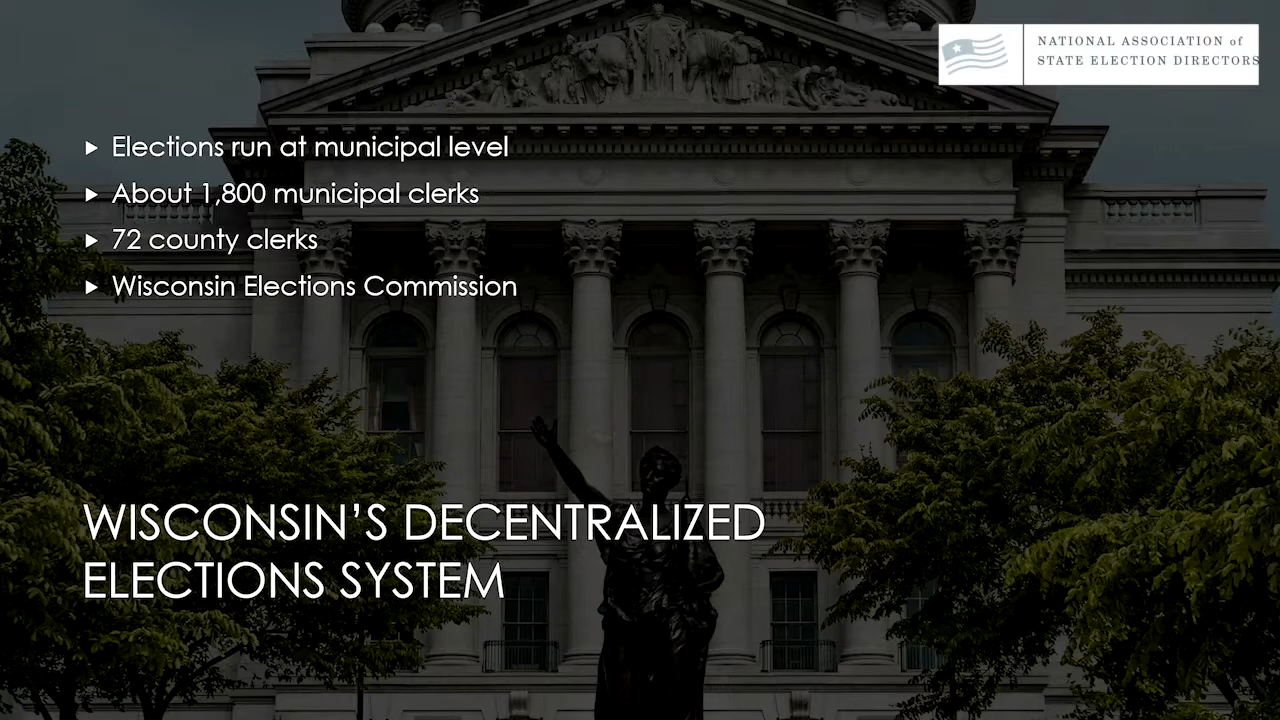 NATIONAL ASSOCIATION of
STATE ELECTION DIRECTORS
Elections run at municipal level
About 1,800 municipal clerks
72 county clerks
Wisconsin Elections Commission
WISCONSIN’S DECENTRALIZED
ELECTIONS SYSTEM